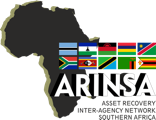 ARINSA
ASSET RECOVERY
INTER-AGENCY NETWORK
SOUTHERN AFRICA